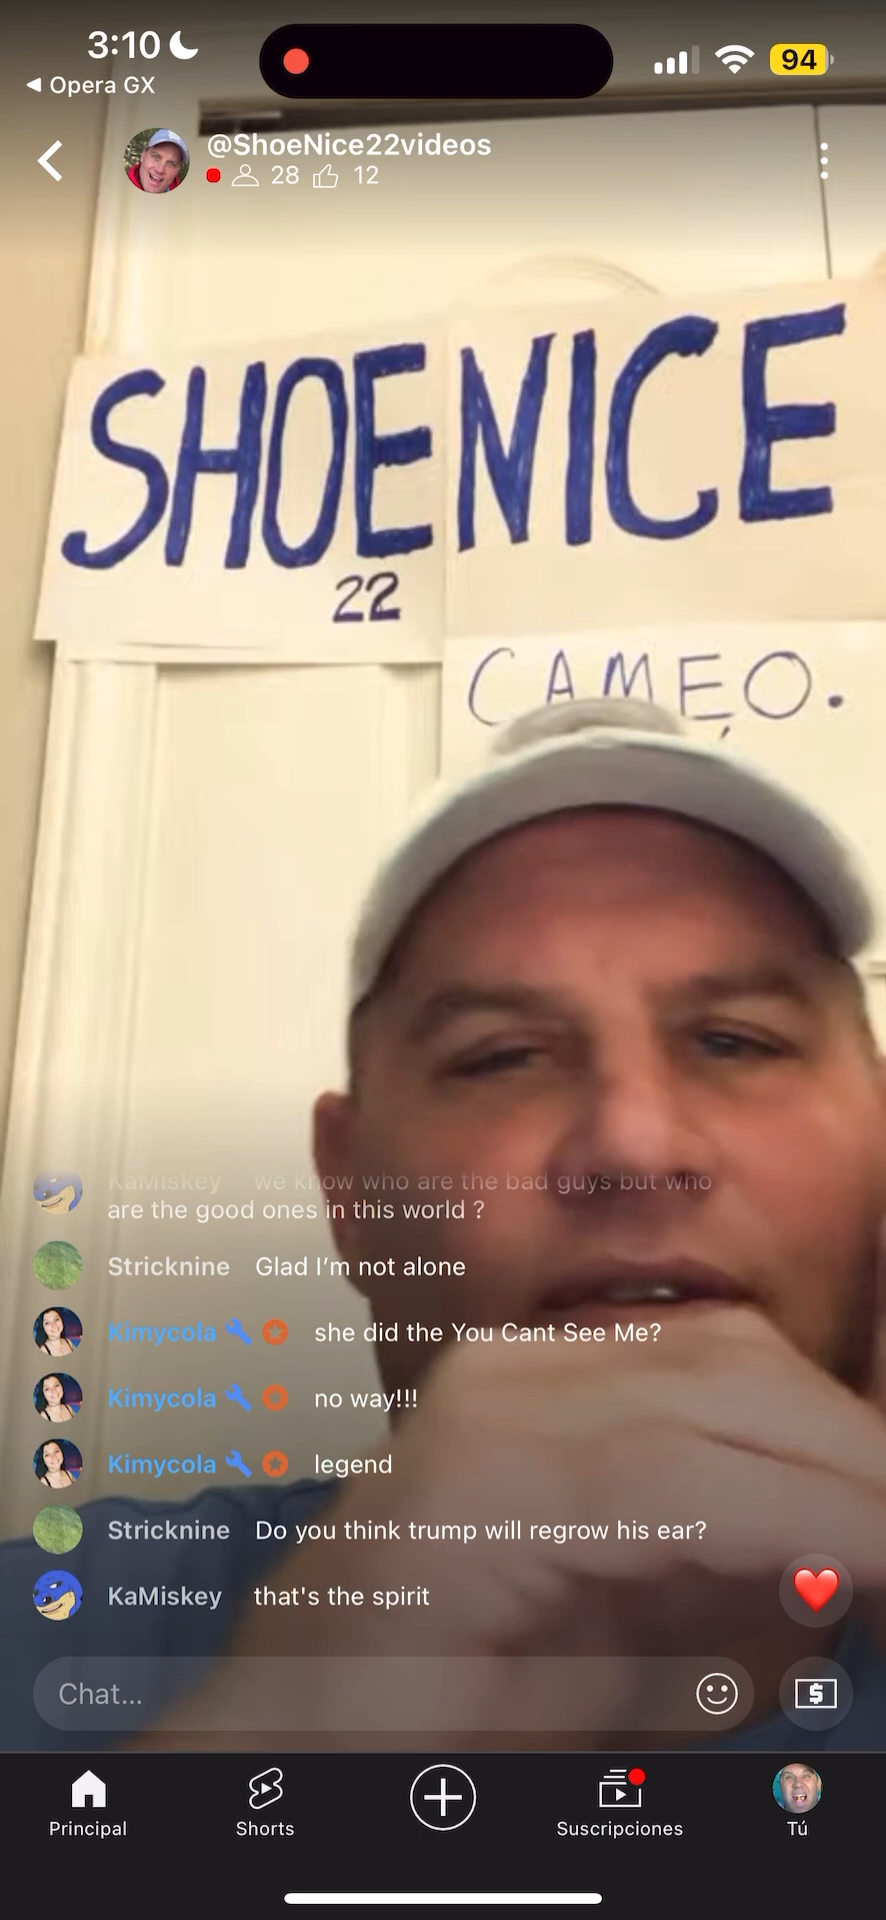 3:10
94
Opera GX
@ShoeNice22videos
28 12
SHOENICE
22
CAMEO.
KaMiskey we know who are the bad guys but who
are the good ones in this world ?
Stricknine Glad I’m not alone
Kimycola she did the You Cant See Me?
Kimycola no way!!!
Kimycola legend
Stricknine Do you think trump will regrow his ear?
KaMiskey that's the spirit
Chat...
Principal
Shorts
Suscripciones
Tú